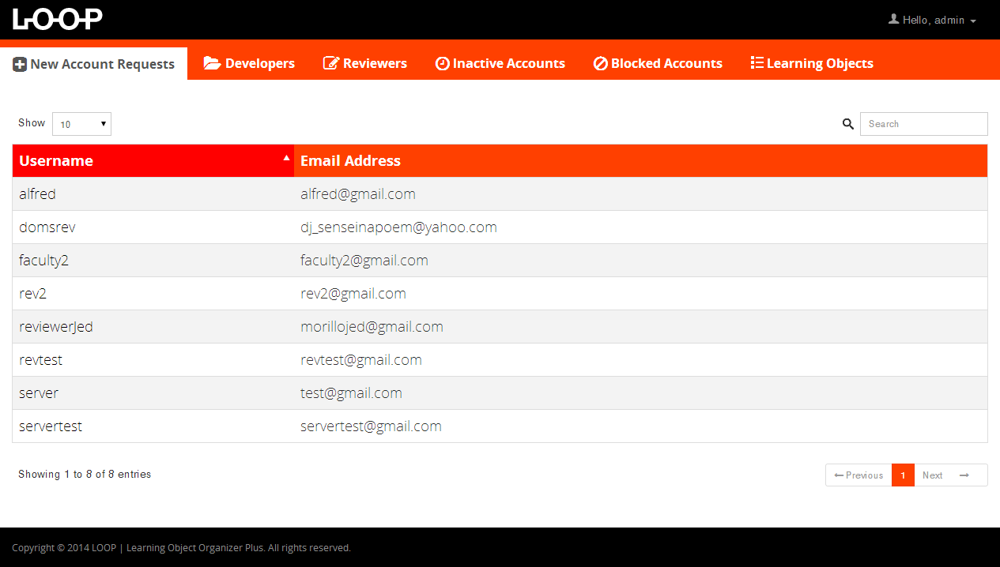 LOOP Hello, admin
New Account Requests Developers Reviewers Inactive Accounts Blocked Accounts Learning Objects
Show 10 Search
Username Email Address
alfred alfred@gmail.com
domsrev dj_senseinapoem@yahoo.com
faculty2 faculty2@gmail.com
rev2 rev2@gmail.com
reviewerJed morillojed@gmail.com
revtest revtest@gmail.com
server test@gmail.com
servertest servertest@gmail.com
Showing 1 to 8 of 8 entries Previous 1 Next
Copyright © 2014 LOOP | Learning Object Organizer Plus. All rights reserved.